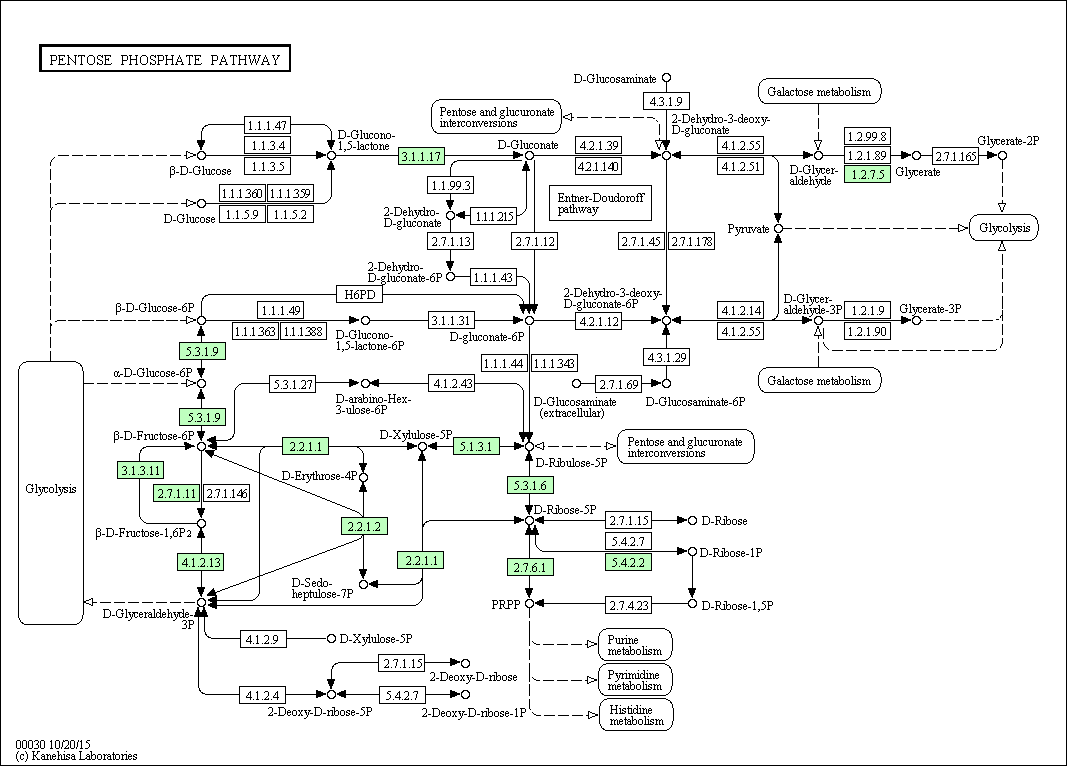 PENTOSE PHOSPHATE PATHWAY
D-Glucosaminate
4.3.1.9
Galactose metabolism
Pentose and glucuronate
interconversions
2-Dehydro-3-deoxy-
D-gluconate
1.1.1.47
D-Glucono-
1,5-lactone
1.1.3.4
1.1.3.5
β-D-Glucose
3.1.1.17
D-Gluconate
4.2.1.39
4.2.1.140
4.1.2.55
4.1.2.51
D-Glycer-
aldehyde
1.2.99.8
1.2.1.89
1.2.7.5
Glycerate
2.7.1.165
Glycerate-2P
1.1.1.360
1.1.1.359
1.1.5.9
1.1.5.2
D-Glucose
1.1.99.3
2-Dehydro-
D-gluconate
1.1.1.215
Entner-Doudoroff
pathway
2.7.1.13
2.7.1.12
2.7.1.45
2.7.1.178
Pyruvate
Glycolysis
2-Dehydro-
D-gluconate-6P
1.1.1.43
H6PD
β-D-Glucose-6P
1.1.1.49
1.1.1.363
1.1.1.388
D-Glucono-
1,5-lactone-6P
3.1.1.31
D-gluconate-6P
2-Dehydro-3-deoxy-
D-gluconate-6P
4.2.1.12
4.1.2.14
4.1.2.55
D-Glycer-
aldehyde-3P
1.2.1.9
1.2.1.90
Glycerate-3P
5.3.1.9
1.1.1.44
1.1.1.343
4.3.1.29
α-D-Glucose-6P
5.3.1.27
D-arabino-Hex-
3-ulose-6P
4.1.2.43
2.7.1.69
D-Glucosaminate
(extracellular)
D-Glucosaminate-6P
Galactose metabolism
5.3.1.9
β-D-Fructose-6P
2.2.1.1
D-Xylulose-5P
5.1.3.1
D-Ribulose-5P
Pentose and glucuronate
interconversions
3.1.3.11
2.7.1.11
2.7.1.146
D-Erythrose-4P
5.3.1.6
Glycolysis
β-D-Fructose-1,6P2
2.2.1.2
D-Ribose-5P
2.7.1.15
D-Ribose
5.4.2.7
5.4.2.2
D-Ribose-1P
4.1.2.13
2.2.1.1
2.7.6.1
D-Sedo-
heptulose-7P
D-Glyceraldehyde-
3P
PRPP
2.7.4.23
D-Ribose-1,5P
4.1.2.9
D-Xylulose-5P
Purine
metabolism
2.7.1.15
2-Deoxy-D-ribose
Pyrimidine
metabolism
4.1.2.4
2-Deoxy-D-ribose-5P
5.4.2.7
2-Deoxy-D-ribose-1P
Histidine
metabolism
00030 10/20/15
(c) Kanehisa Laboratories